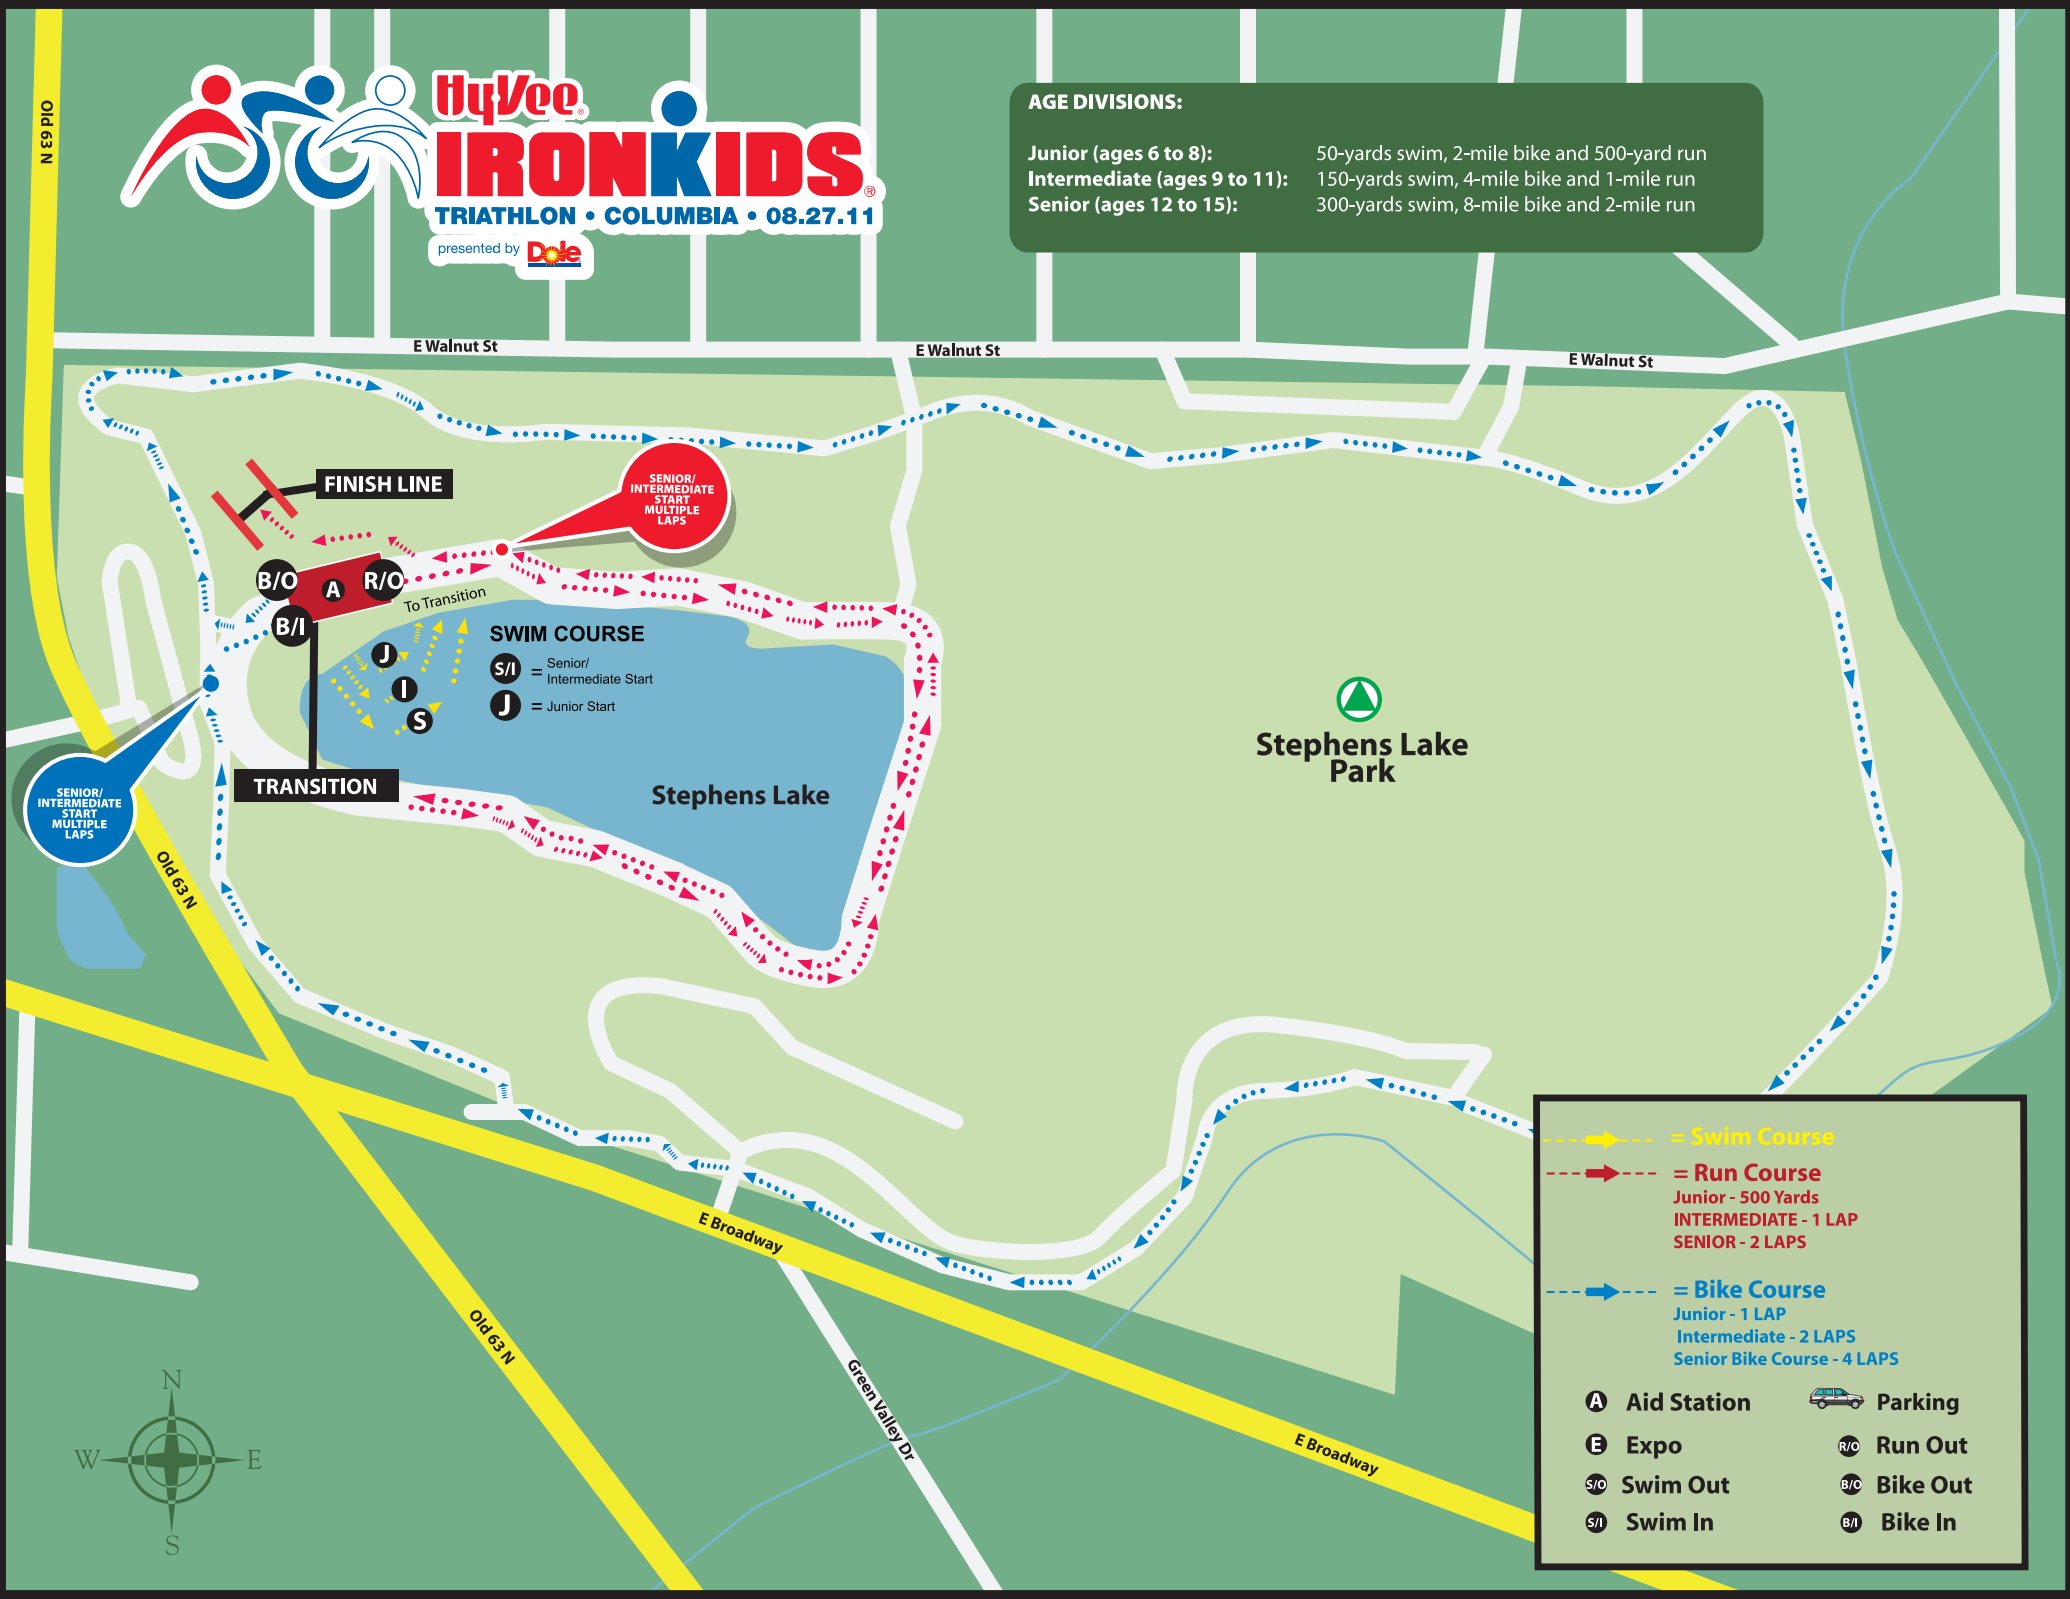 Old 63 N
HyVee®
IRONKIDS®
TRIATHLON • COLUMBIA • 08.27.11
presented by Dole
AGE DIVISIONS:
Junior (ages 6 to 8): 50-yards swim, 2-mile bike and 500-yard run
Intermediate (ages 9 to 11): 150-yards swim, 4-mile bike and 1-mile run
Senior (ages 12 to 15): 300-yards swim, 8-mile bike and 2-mile run
E Walnut St
E Walnut St
E Walnut St
FINISH LINE
SENIOR/
INTERMEDIATE
START
MULTIPLE
LAPS
B/O
A
R/O
B/I
To Transition
SWIM COURSE
S/I = Senior/
Intermediate Start
J = Junior Start
J
I
S
Stephens Lake
Park
TRANSITION
Stephens Lake
SENIOR/
INTERMEDIATE
START
MULTIPLE
LAPS
Old 63 N
E Broadway
Old 63 N
Green Valley Dr
E Broadway
N
W
E
S
= Swim Course
= Run Course
Junior - 500 Yards
INTERMEDIATE - 1 LAP
SENIOR - 2 LAPS
= Bike Course
Junior - 1 LAP
Intermediate - 2 LAPS
Senior Bike Course - 4 LAPS
A Aid Station
Parking
E Expo
R/O Run Out
S/O Swim Out
B/O Bike Out
S/I Swim In
B/I Bike In